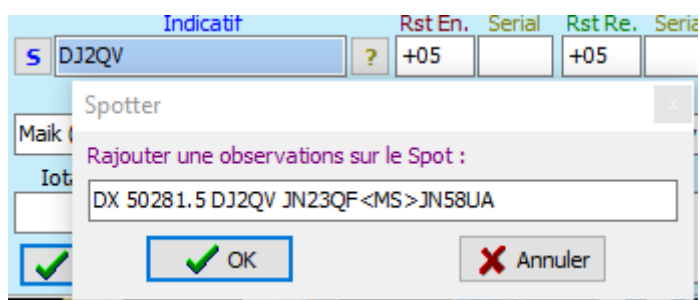 Indicatif Rst En. Serial Rst Re.
S DJ2QV ? +05 +05
Spotter x
Maik
Rajouter une observations sur le Spot :
DX 50281.5 DJ2QV JN23QF<MS>JN58UA
OK Annuler